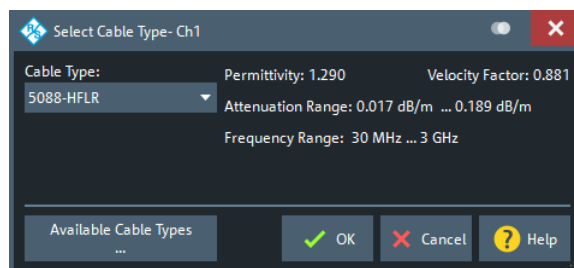 Select Cable Type- Ch1
Cable Type:
5088-HFLR
Permittivity: 1.290 Velocity Factor: 0.881
Attenuation Range: 0.017 dB/m ... 0.189 dB/m
Frequency Range: 30 MHz ... 3 GHz
Available Cable Types
...
OK
Cancel
Help